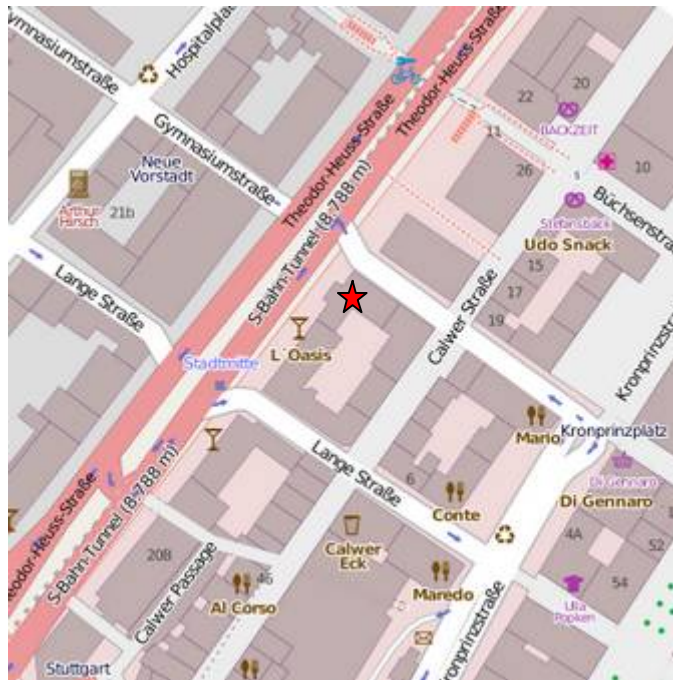 Gymnasiumstraße
Hospitalplatz
Theodor-Heuss-Straße
20
22
BACKZEIT
11
Gymnasiumstraße
Theodor-Heuss-Straße
26
10
Neue
Vorstadt
Arthur
Hirsch
21b
Büchsenstra
Stefansbäck
Udo Snack
S-Bahn-Tunnel (8.788 m)
15
17
19
Lange Straße
Calwer Straße
Kronprinzstra
L´Oasis
Stadtmitte
Mario
Kronprinzplatz
Lange Straße
6
Di Gennaro
Di Gennaro
Conte
Theodor-Heuss-Straße
S-Bahn-Tunnel (8.788 m)
4A
52
20B
Calwer
Eck
54
Calwer Passage
46
Al Corso
Maredo
Ulla
Popken
Kronprinzstraße
Stuttgart